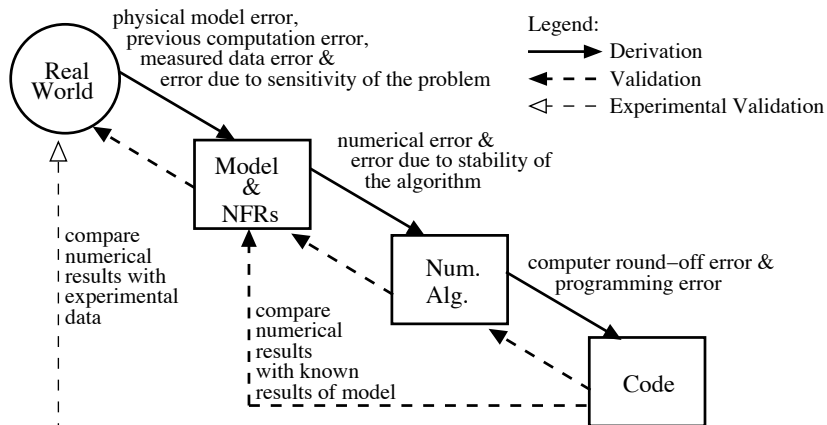 physical model error,
previous computation error,
measured data error &
error due to sensitivity of the problem
Legend:
Derivation
Validation
Experimental Validation
Real
World
numerical error &
error due to stability of
the algorithm
Model
&
NFRs
compare
numerical
results with
experimental
data
Num.
Alg.
computer round−off error &
programming error
compare
numerical
results
with known
results of model
Code